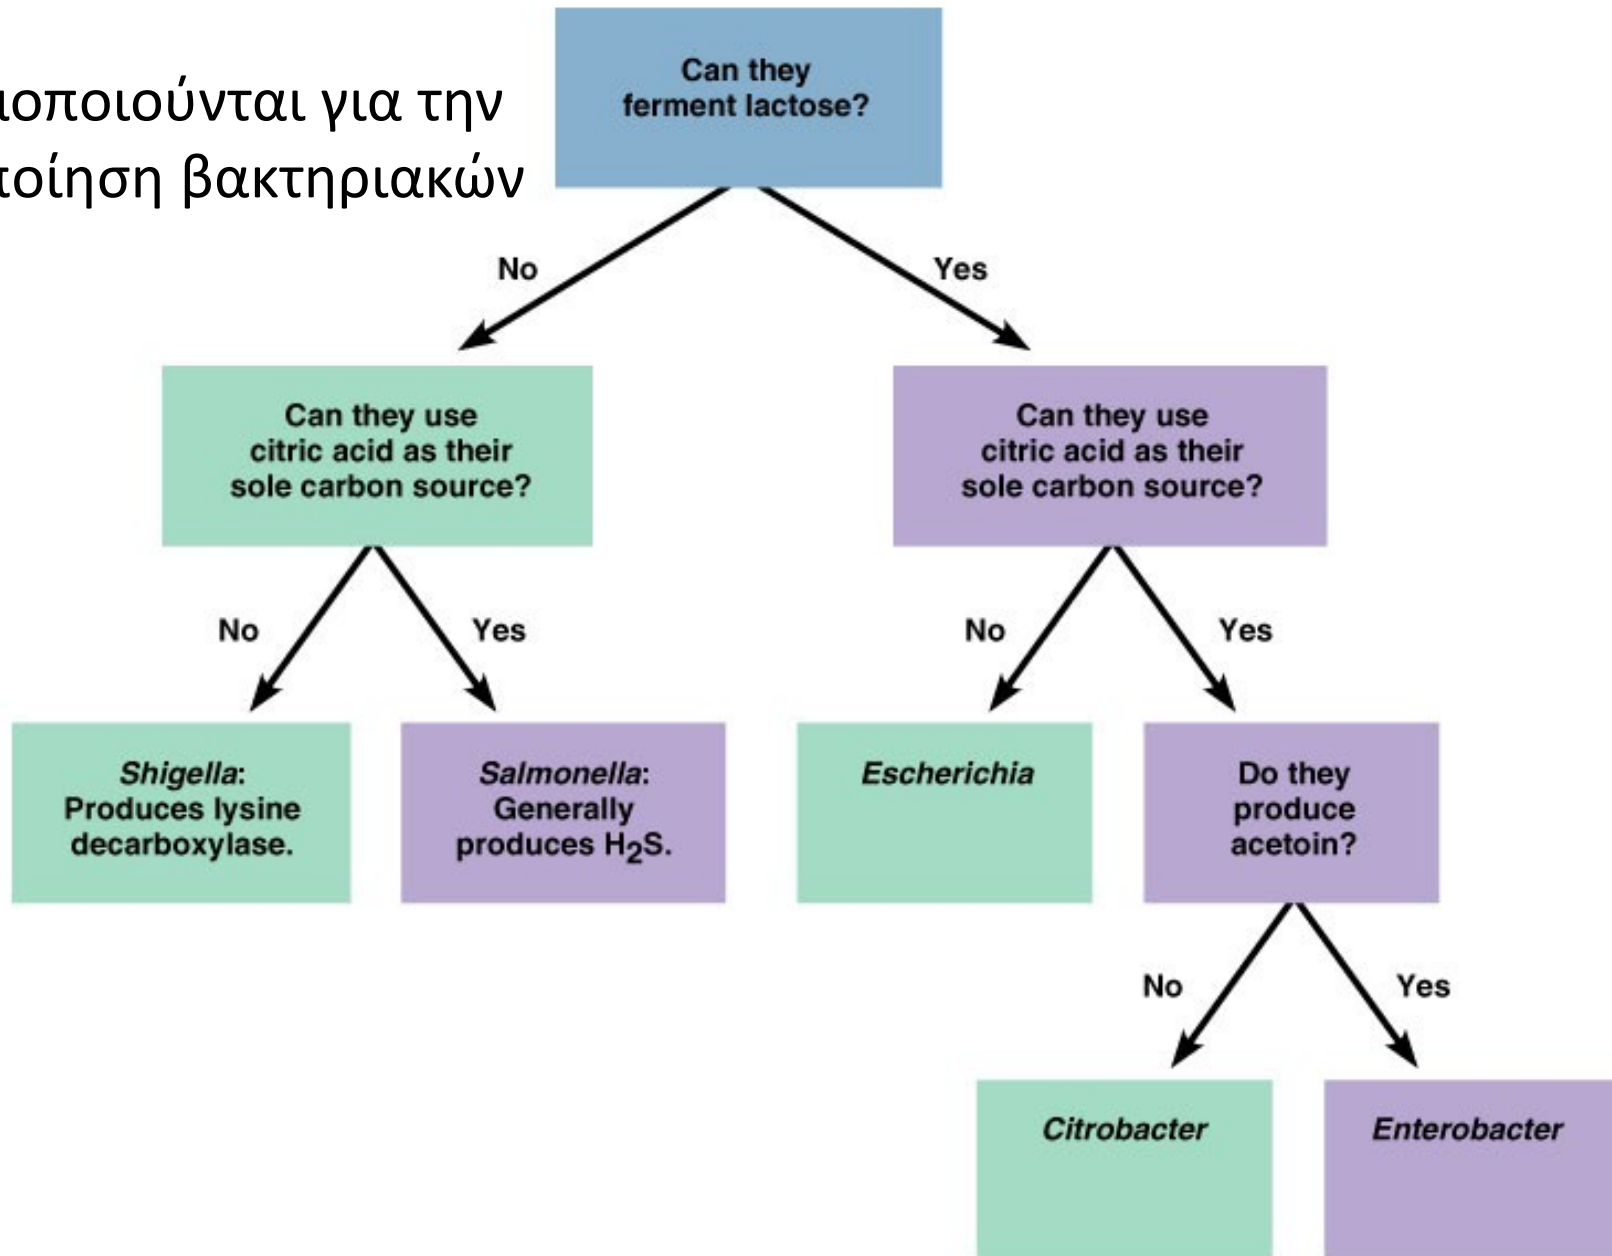 Can they
ferment lactose?
ιοποιούνται για την
ποίηση βακτηριακών
No
Yes
Can they use
citric acid as their
sole carbon source?
Can they use
citric acid as their
sole carbon source?
No
Yes
No
Yes
Shigella:
Produces lysine
decarboxylase.
Salmonella:
Generally
produces H₂S.
Escherichia
Do they
produce
acetoin?
No
Yes
Citrobacter
Enterobacter